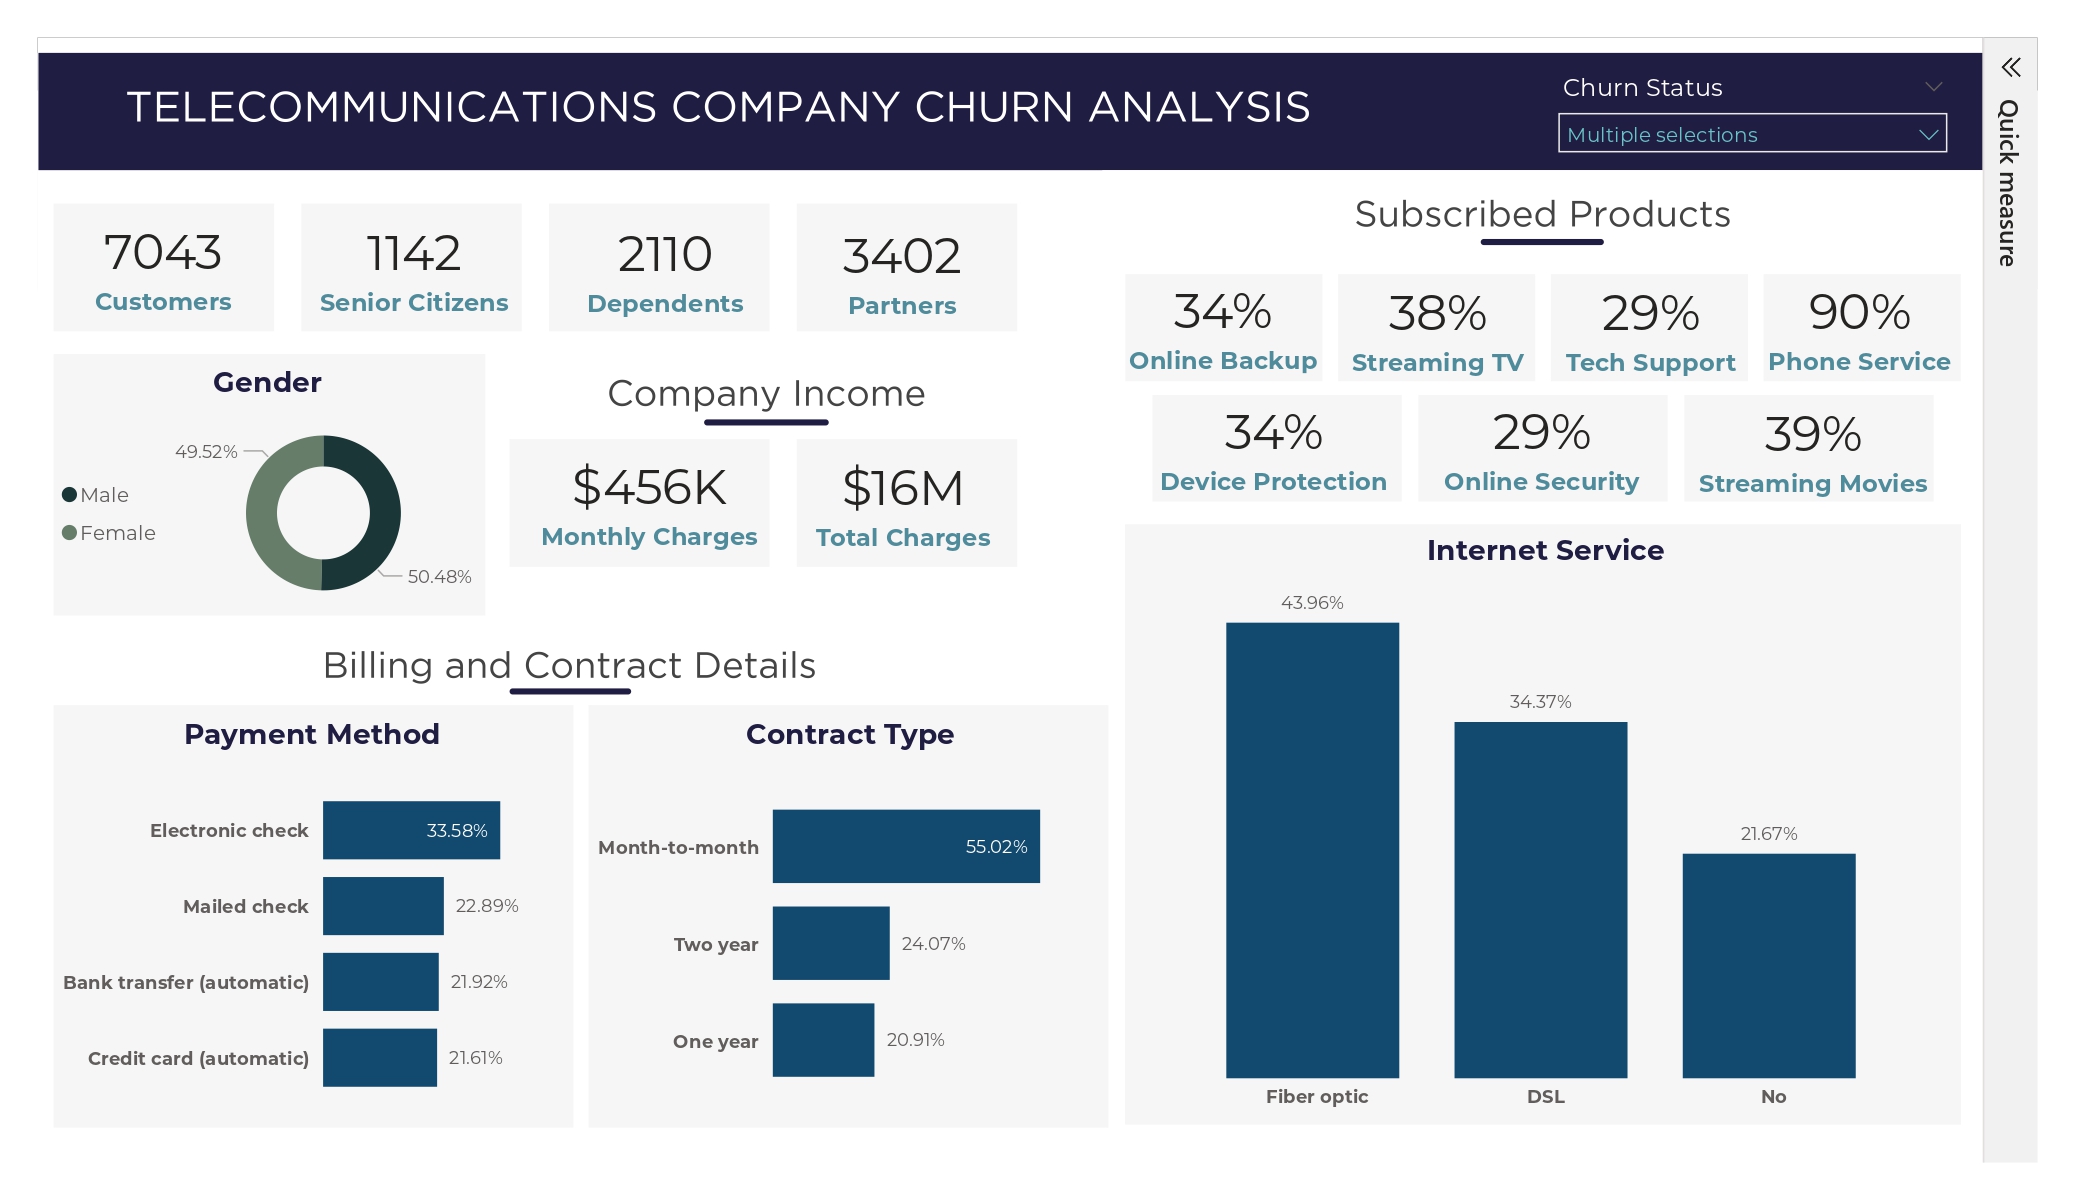 TELECOMMUNICATIONS COMPANY CHURN ANALYSIS
Churn Status
Multiple selections
Quick measure
7043
Customers
1142
Senior Citizens
2110
Dependents
3402
Partners
Gender
49.52%
Male
Female
50.48%
Company Income
$456K
Monthly Charges
$16M
Total Charges
Subscribed Products
34%
Online Backup
38%
Streaming TV
29%
Tech Support
90%
Phone Service
34%
Device Protection
29%
Online Security
39%
Streaming Movies
Billing and Contract Details
Payment Method
Electronic check 33.58%
Mailed check 22.89%
Bank transfer (automatic) 21.92%
Credit card (automatic) 21.61%
Contract Type
Month-to-month 55.02%
Two year 24.07%
One year 20.91%
Internet Service
43.96%
34.37%
21.67%
Fiber optic DSL No